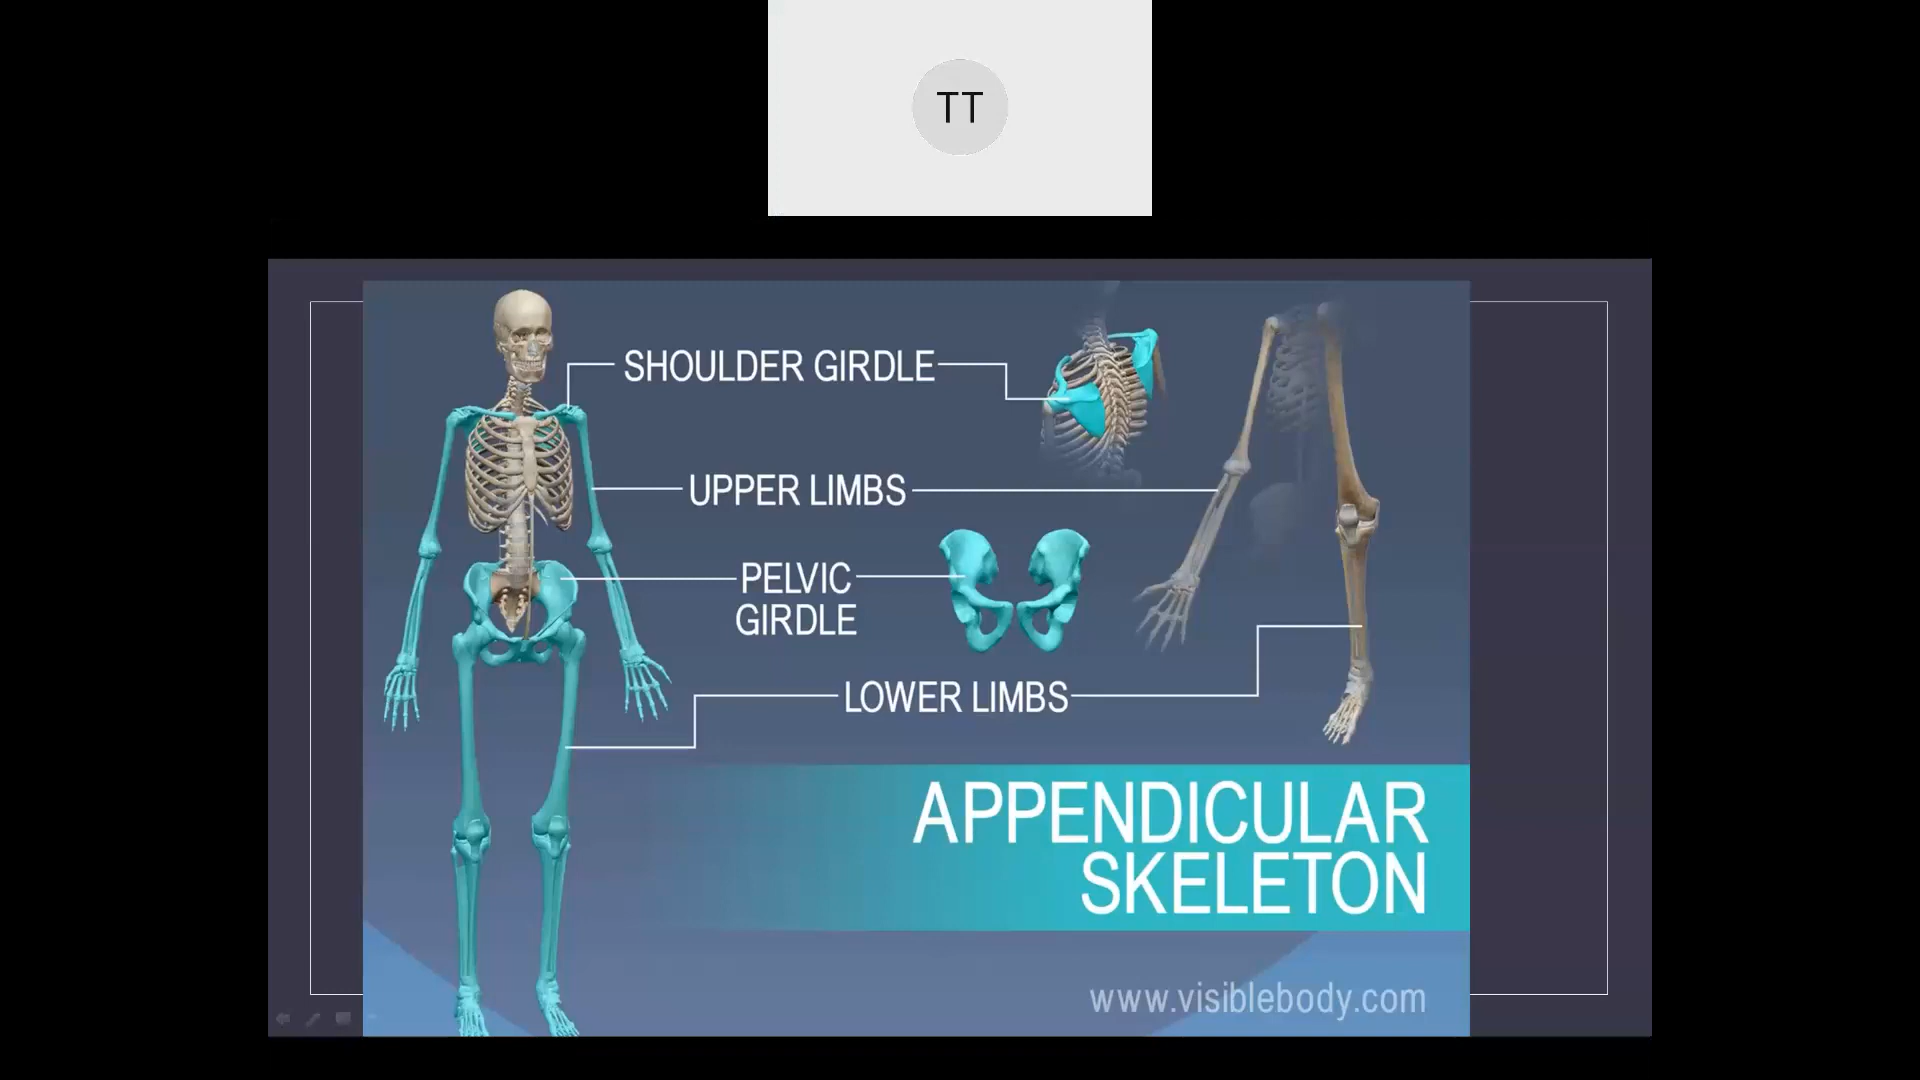 TT
SHOULDER GIRDLE
UPPER LIMBS
PELVIC
GIRDLE
LOWER LIMBS
APPENDICULAR
SKELETON
www.visiblebody.com